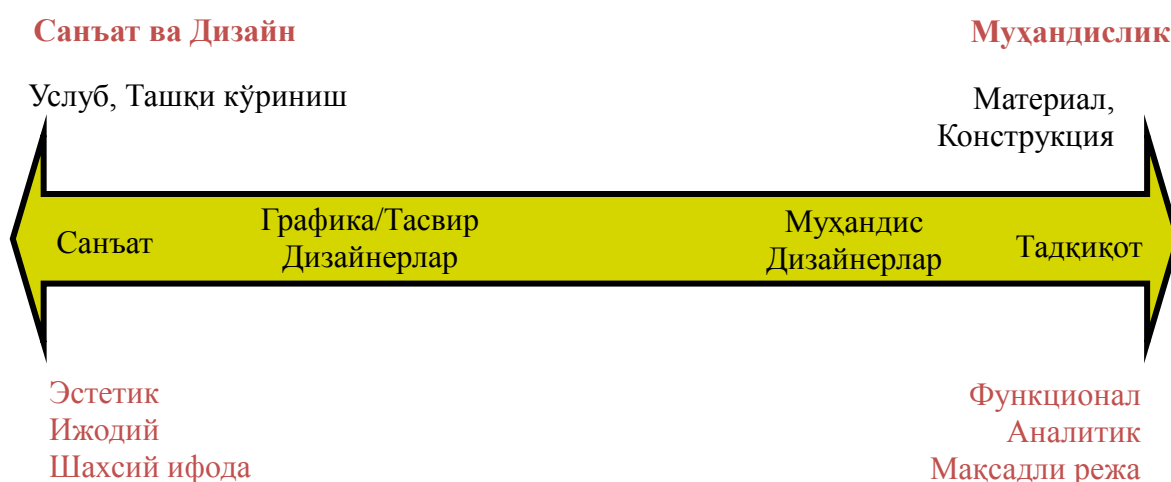 Санъат ва Дизайн
Муҳандислик
Услуб, Ташқи кўриниш
Материал,
Конструкция
Санъат
Графика/Тасвир
Дизайнерлар
Муҳандис
Дизайнерлар
Тадқиқот
Эстетик
Ижодий
Шахсий ифода
Функционал
Аналитик
Мақсадли режа